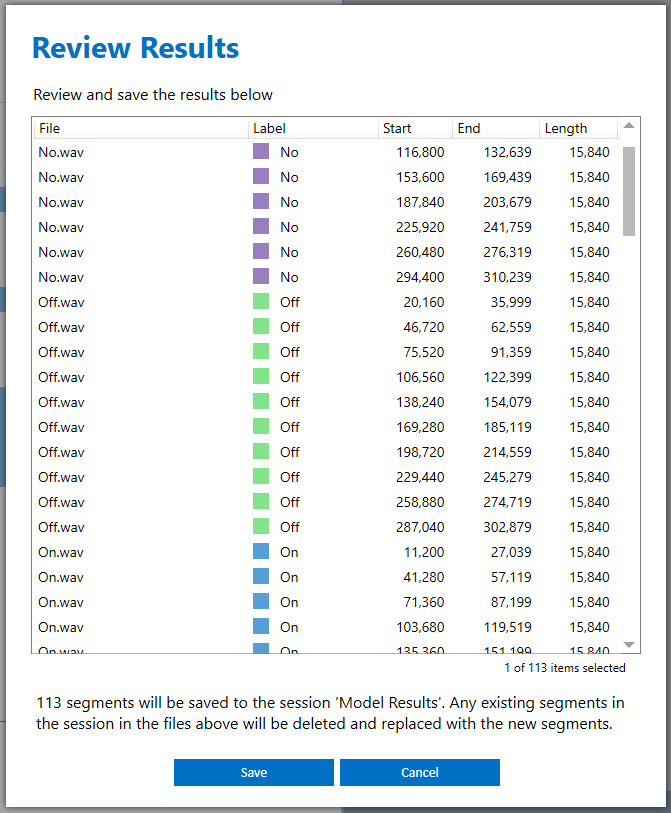 Review Results
Review and save the results below
File Label Start End Length
No.wav No 116,800 132,639 15,840
No.wav No 153,600 169,439 15,840
No.wav No 187,840 203,679 15,840
No.wav No 225,920 241,759 15,840
No.wav No 260,480 276,319 15,840
No.wav No 294,400 310,239 15,840
Off.wav Off 20,160 35,999 15,840
Off.wav Off 46,720 62,559 15,840
Off.wav Off 75,520 91,359 15,840
Off.wav Off 106,560 122,399 15,840
Off.wav Off 138,240 154,079 15,840
Off.wav Off 169,280 185,119 15,840
Off.wav Off 198,720 214,559 15,840
Off.wav Off 229,440 245,279 15,840
Off.wav Off 258,880 274,719 15,840
Off.wav Off 287,040 302,879 15,840
On.wav On 11,200 27,039 15,840
On.wav On 41,280 57,119 15,840
On.wav On 71,360 87,199 15,840
On.wav On 103,680 119,519 15,840
On.wav On 135,360 151,199 15,840
1 of 113 items selected
113 segments will be saved to the session 'Model Results'. Any existing segments in
the session in the files above will be deleted and replaced with the new segments.
Save Cancel